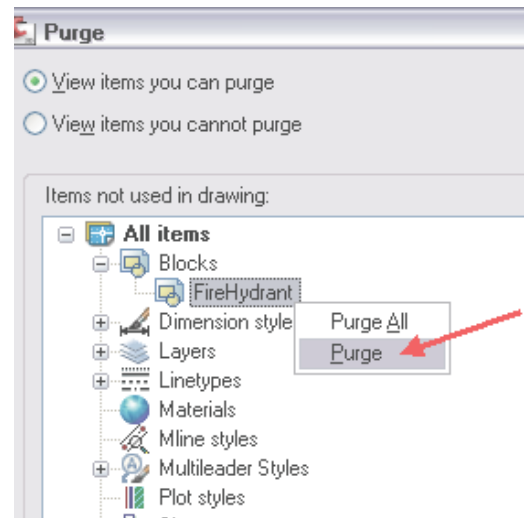 Purge
View items you can purge
View items you cannot purge
Items not used in drawing:
All items
Blocks
FireHydrant
Dimension style
Purge All
Layers
Purge
Linetypes
Materials
Mline styles
Multileader Styles
Plot styles